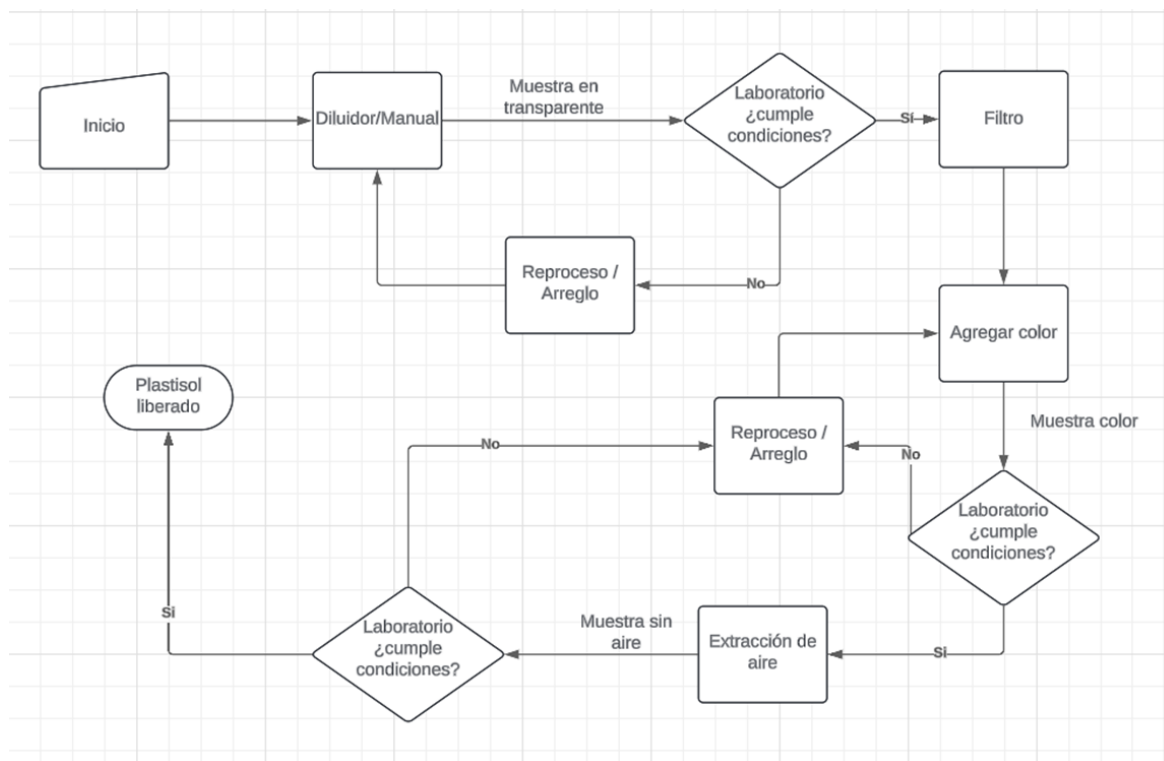 Inicio
Diluidor/Manual
Muestra en
transparente
Laboratorio
¿cumple
condiciones?
Sí
Filtro
No
Reproceso /
Arreglo
Agregar color
Muestra color
Laboratorio
¿cumple
condiciones?
No
Reproceso /
Arreglo
Si
Extracción de
aire
Muestra sin
aire
Laboratorio
¿cumple
condiciones?
No
Si
Plastisol
liberado